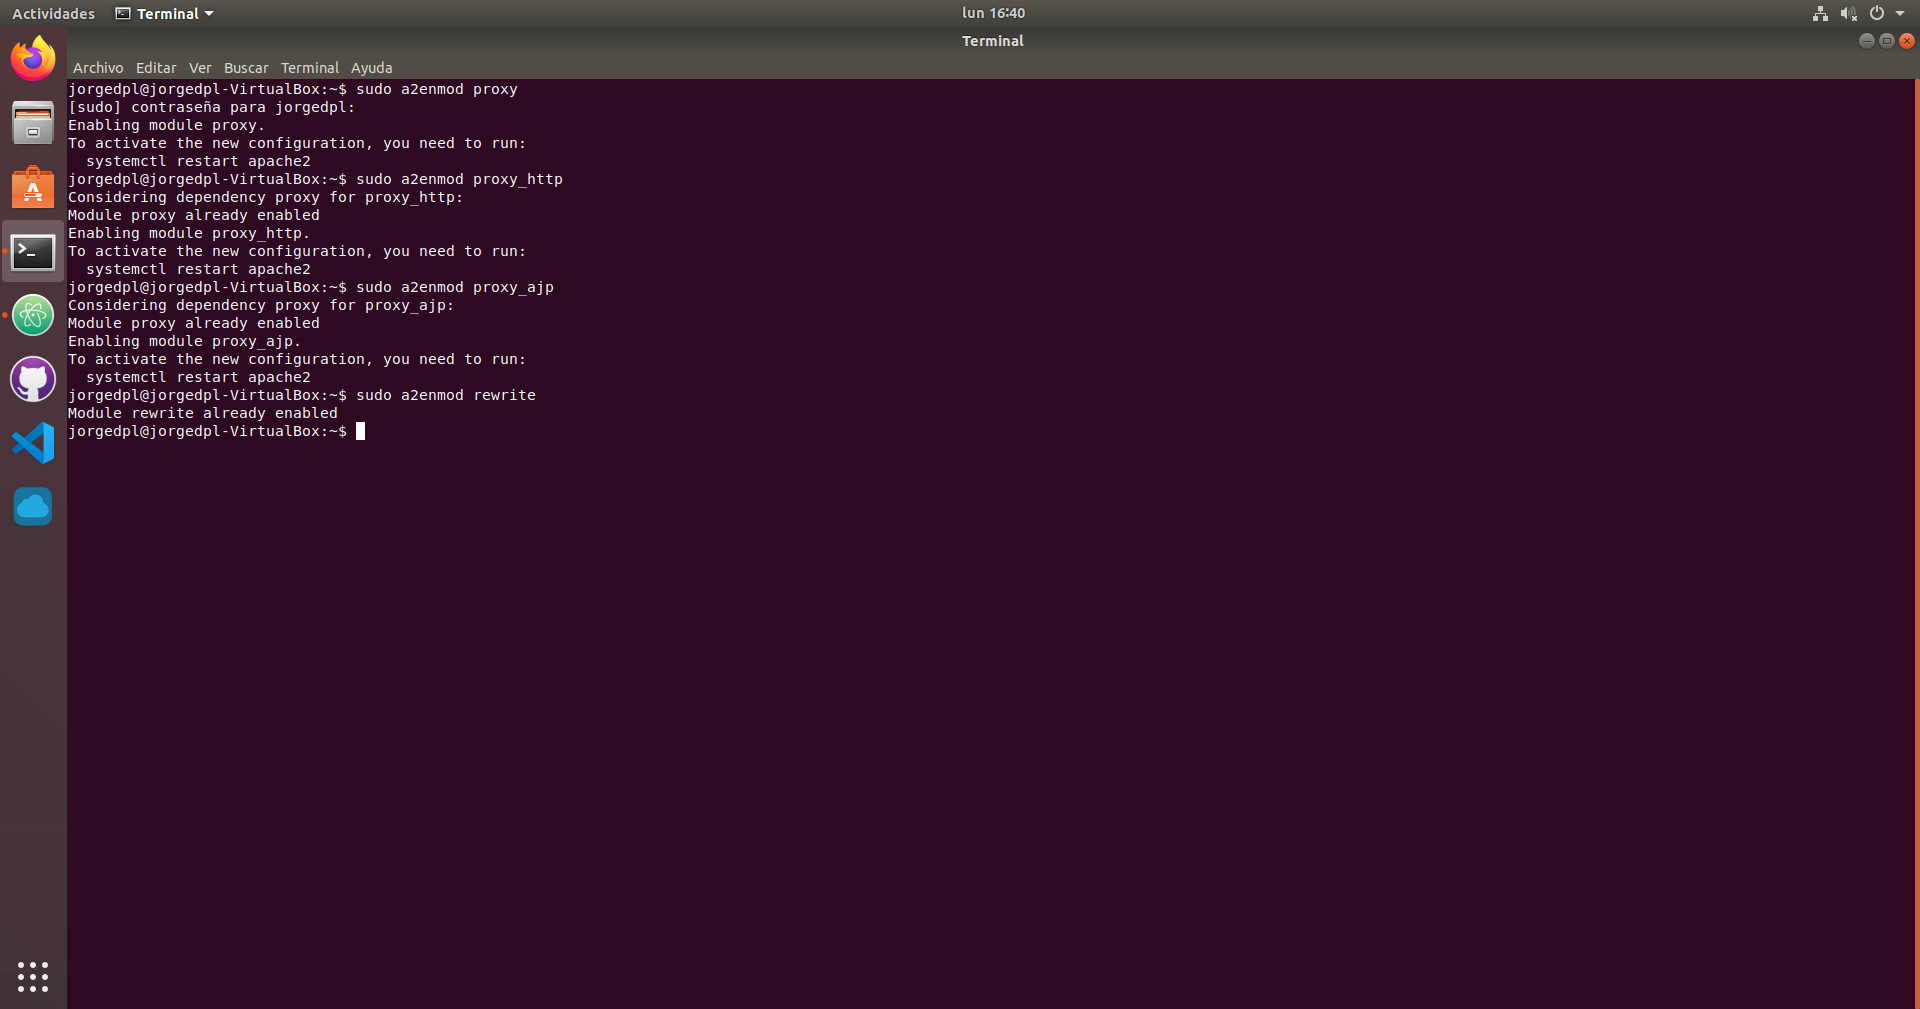 Actividades Terminal lun 16:40
Terminal
Archivo Editar Ver Buscar Terminal Ayuda
jorgedpl@jorgedpl-VirtualBox:~$ sudo a2enmod proxy
[sudo] contraseña para jorgedpl:
Enabling module proxy.
To activate the new configuration, you need to run:
  systemctl restart apache2
jorgedpl@jorgedpl-VirtualBox:~$ sudo a2enmod proxy_http
Considering dependency proxy for proxy_http:
Module proxy already enabled
Enabling module proxy_http.
To activate the new configuration, you need to run:
  systemctl restart apache2
jorgedpl@jorgedpl-VirtualBox:~$ sudo a2enmod proxy_ajp
Considering dependency proxy for proxy_ajp:
Module proxy already enabled
Enabling module proxy_ajp.
To activate the new configuration, you need to run:
  systemctl restart apache2
jorgedpl@jorgedpl-VirtualBox:~$ sudo a2enmod rewrite
Module rewrite already enabled
jorgedpl@jorgedpl-VirtualBox:~$